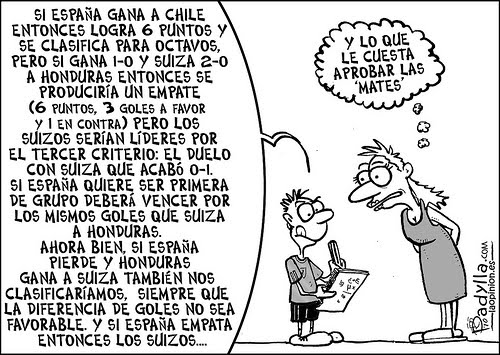 SI ESPAÑA GANA A CHILE
ENTONCES LOGRA 6 PUNTOS Y
SE CLASIFICA PARA OCTAVOS,
PERO SI GANA 1-0 Y SUIZA 2-0
A HONDURAS ENTONCES SE
PRODUCIRÍA UN EMPATE
(6 PUNTOS, 3 GOLES A FAVOR
Y 1 EN CONTRA) PERO LOS
SUIZOS SERÍAN LÍDERES POR
EL TERCER CRITERIO: EL DUELO
CON SUIZA QUE ACABÓ 0-1.
SI ESPAÑA QUIERE SER PRIMERA
DE GRUPO DEBERÁ VENCER POR
LOS MISMOS GOLES QUE SUIZA
A HONDURAS.
AHORA BIEN, SI ESPAÑA
PIERDE Y HONDURAS
GANA A SUIZA TAMBIÉN NOS
CLASIFICARÍAMOS, SIEMPRE QUE
LA DIFERENCIA DE GOLES NO SEA
FAVORABLE. Y SI ESPAÑA EMPATA
ENTONCES LOS SUIZOS....
Y LO QUE
LE CUESTA
APROBAR LAS
'MATES'
Padylla.com
laopinion.es